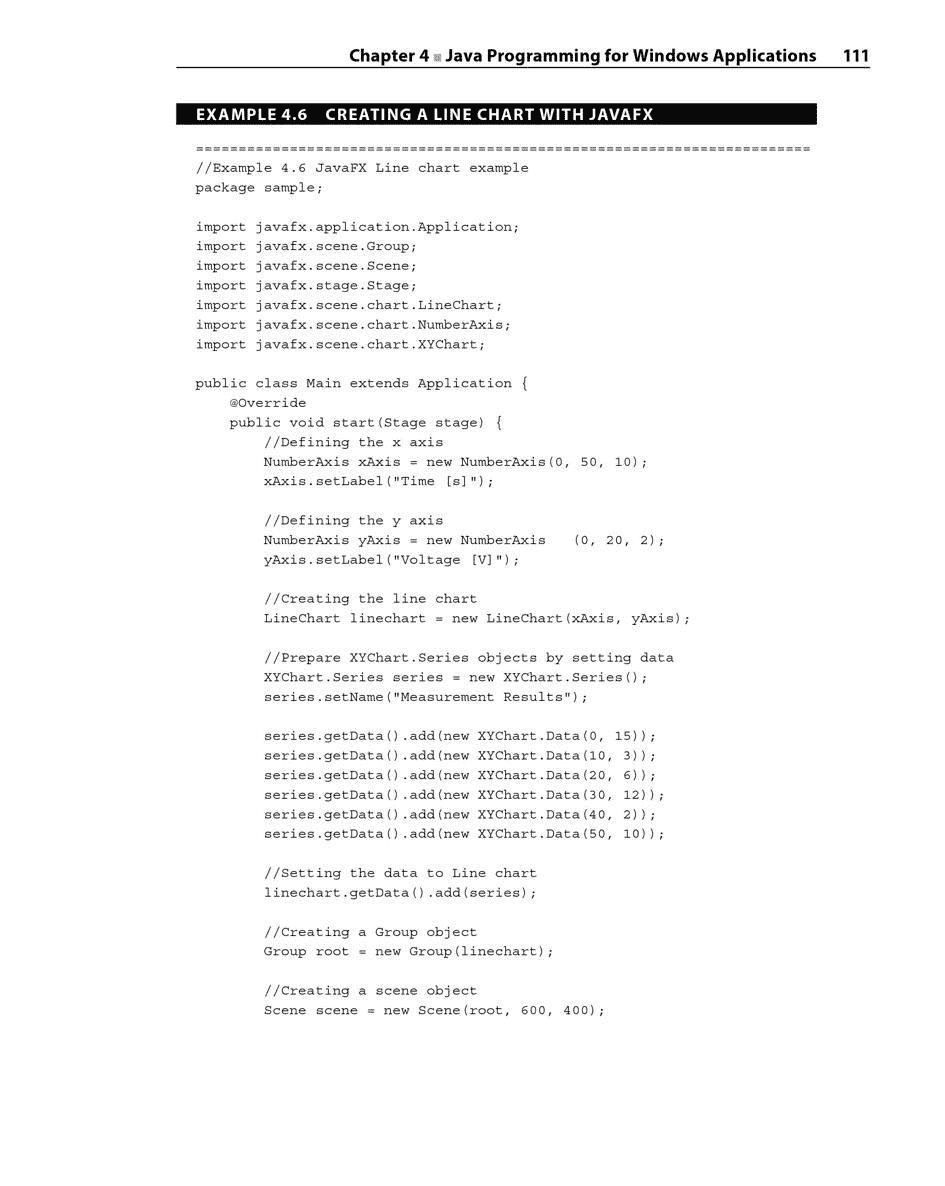 Chapter 4 ■ Java Programming for Windows Applications 111
EXAMPLE 4.6 CREATING A LINE CHART WITH JAVAFX
========================================================================
//Example 4.6 JavaFX Line chart example
package sample;

import javafx.application.Application;
import javafx.scene.Group;
import javafx.scene.Scene;
import javafx.stage.Stage;
import javafx.scene.chart.LineChart;
import javafx.scene.chart.NumberAxis;
import javafx.scene.chart.XYChart;

public class Main extends Application {
    @Override
    public void start(Stage stage) {
        //Defining the x axis
        NumberAxis xAxis = new NumberAxis(0, 50, 10);
        xAxis.setLabel("Time [s]");

        //Defining the y axis
        NumberAxis yAxis = new NumberAxis   (0, 20, 2);
        yAxis.setLabel("Voltage [V]");

        //Creating the line chart
        LineChart linechart = new LineChart(xAxis, yAxis);

        //Prepare XYChart.Series objects by setting data
        XYChart.Series series = new XYChart.Series();
        series.setName("Measurement Results");

        series.getData().add(new XYChart.Data(0, 15));
        series.getData().add(new XYChart.Data(10, 3));
        series.getData().add(new XYChart.Data(20, 6));
        series.getData().add(new XYChart.Data(30, 12));
        series.getData().add(new XYChart.Data(40, 2));
        series.getData().add(new XYChart.Data(50, 10));

        //Setting the data to Line chart
        linechart.getData().add(series);

        //Creating a Group object
        Group root = new Group(linechart);

        //Creating a scene object
        Scene scene = new Scene(root, 600, 400);